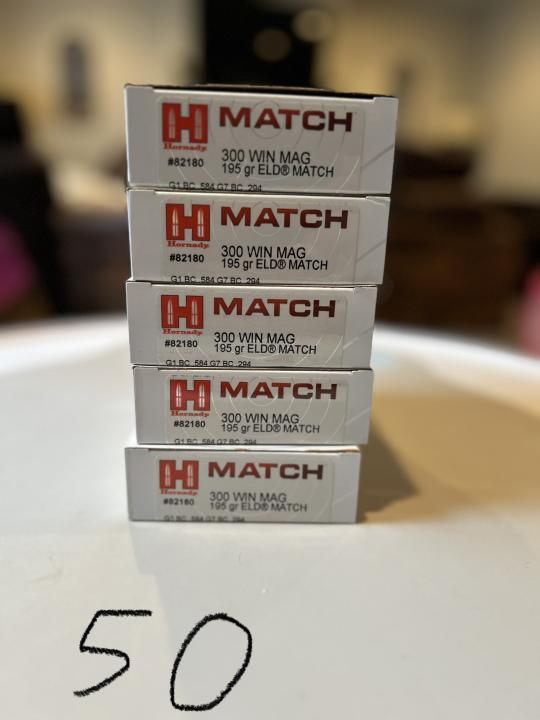 MATCH
Hornady
#82180
300 WIN MAG
195 gr ELD® MATCH
G1 BC .584 G7 BC .294
MATCH
Hornady
#82180
300 WIN MAG
195 gr ELD® MATCH
G1 BC .584 G7 BC .294
MATCH
Hornady
#82180
300 WIN MAG
195 gr ELD® MATCH
G1 BC .584 G7 BC .294
MATCH
Hornady
#82180
300 WIN MAG
195 gr ELD® MATCH
G1 BC .584 G7 BC .294
MATCH
Hornady
#82180
300 WIN MAG
195 gr ELD® MATCH
G1 BC .584 G7 BC .294
50